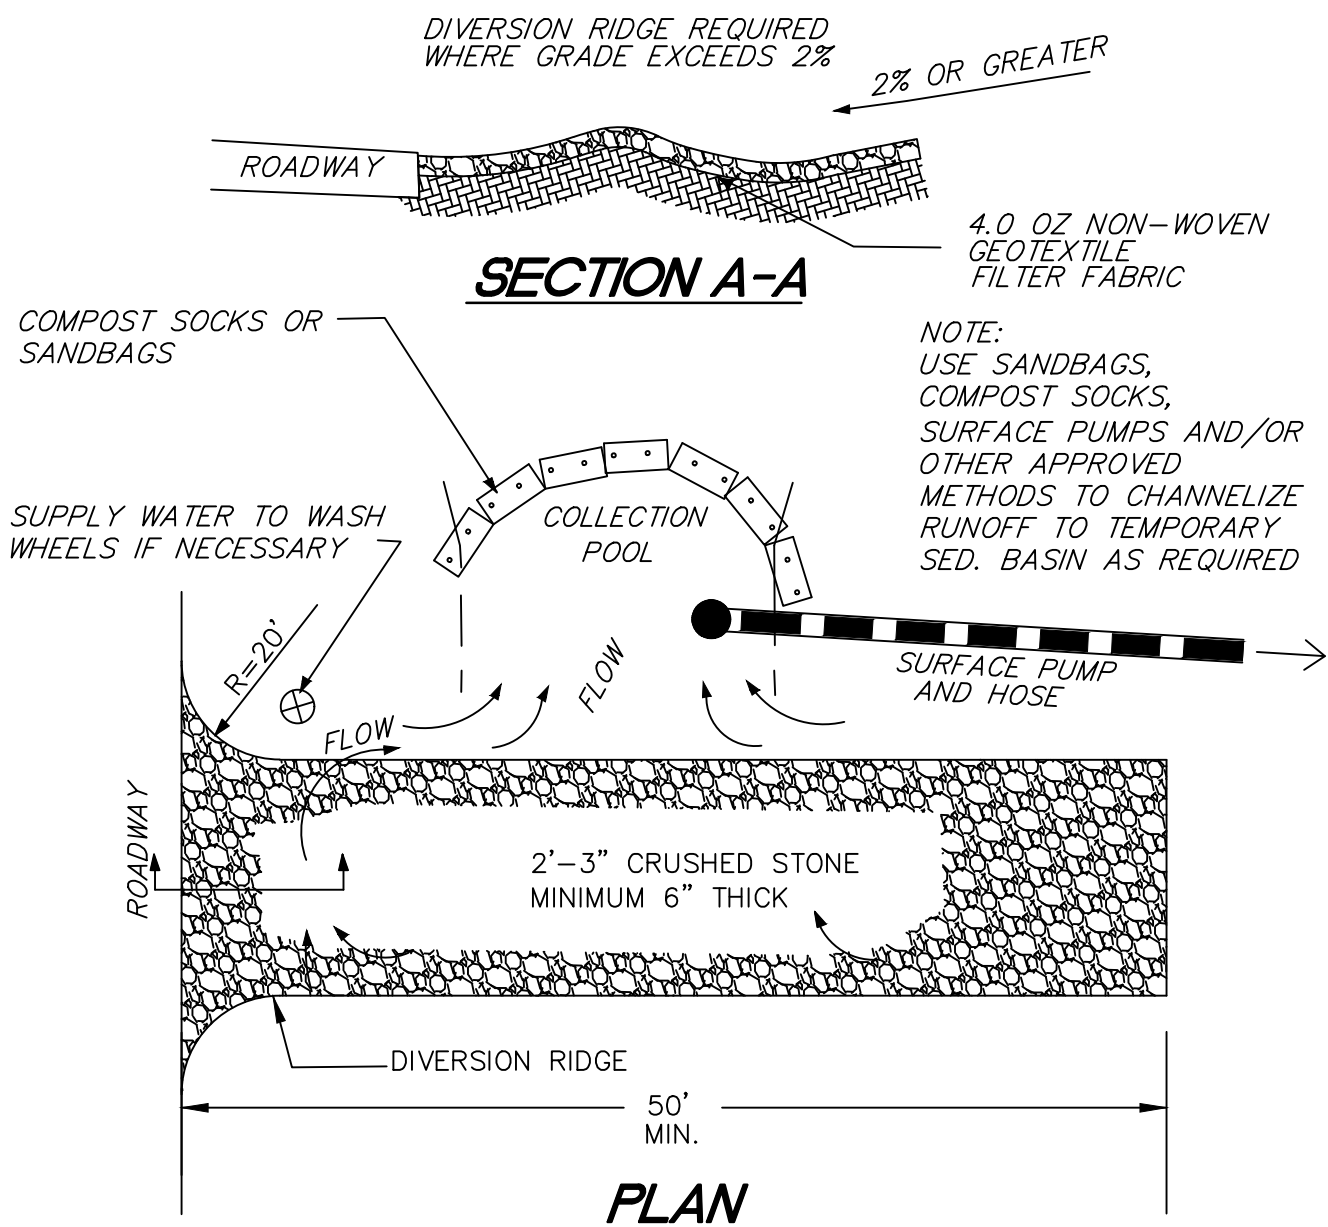 DIVERSION RIDGE REQUIRED
WHERE GRADE EXCEEDS 2%
2% OR GREATER
ROADWAY
4.0 OZ NON-WOVEN
GEOTEXTILE
FILTER FABRIC
SECTION A-A
COMPOST SOCKS OR
SANDBAGS
NOTE:
USE SANDBAGS,
COMPOST SOCKS,
SURFACE PUMPS AND/OR
OTHER APPROVED
METHODS TO CHANNELIZE
RUNOFF TO TEMPORARY
SED. BASIN AS REQUIRED
SUPPLY WATER TO WASH
WHEELS IF NECESSARY
COLLECTION
POOL
R=20'
FLOW
FLOW
SURFACE PUMP
AND HOSE
ROADWAY
2'-3" CRUSHED STONE
MINIMUM 6" THICK
DIVERSION RIDGE
50'
MIN.
PLAN